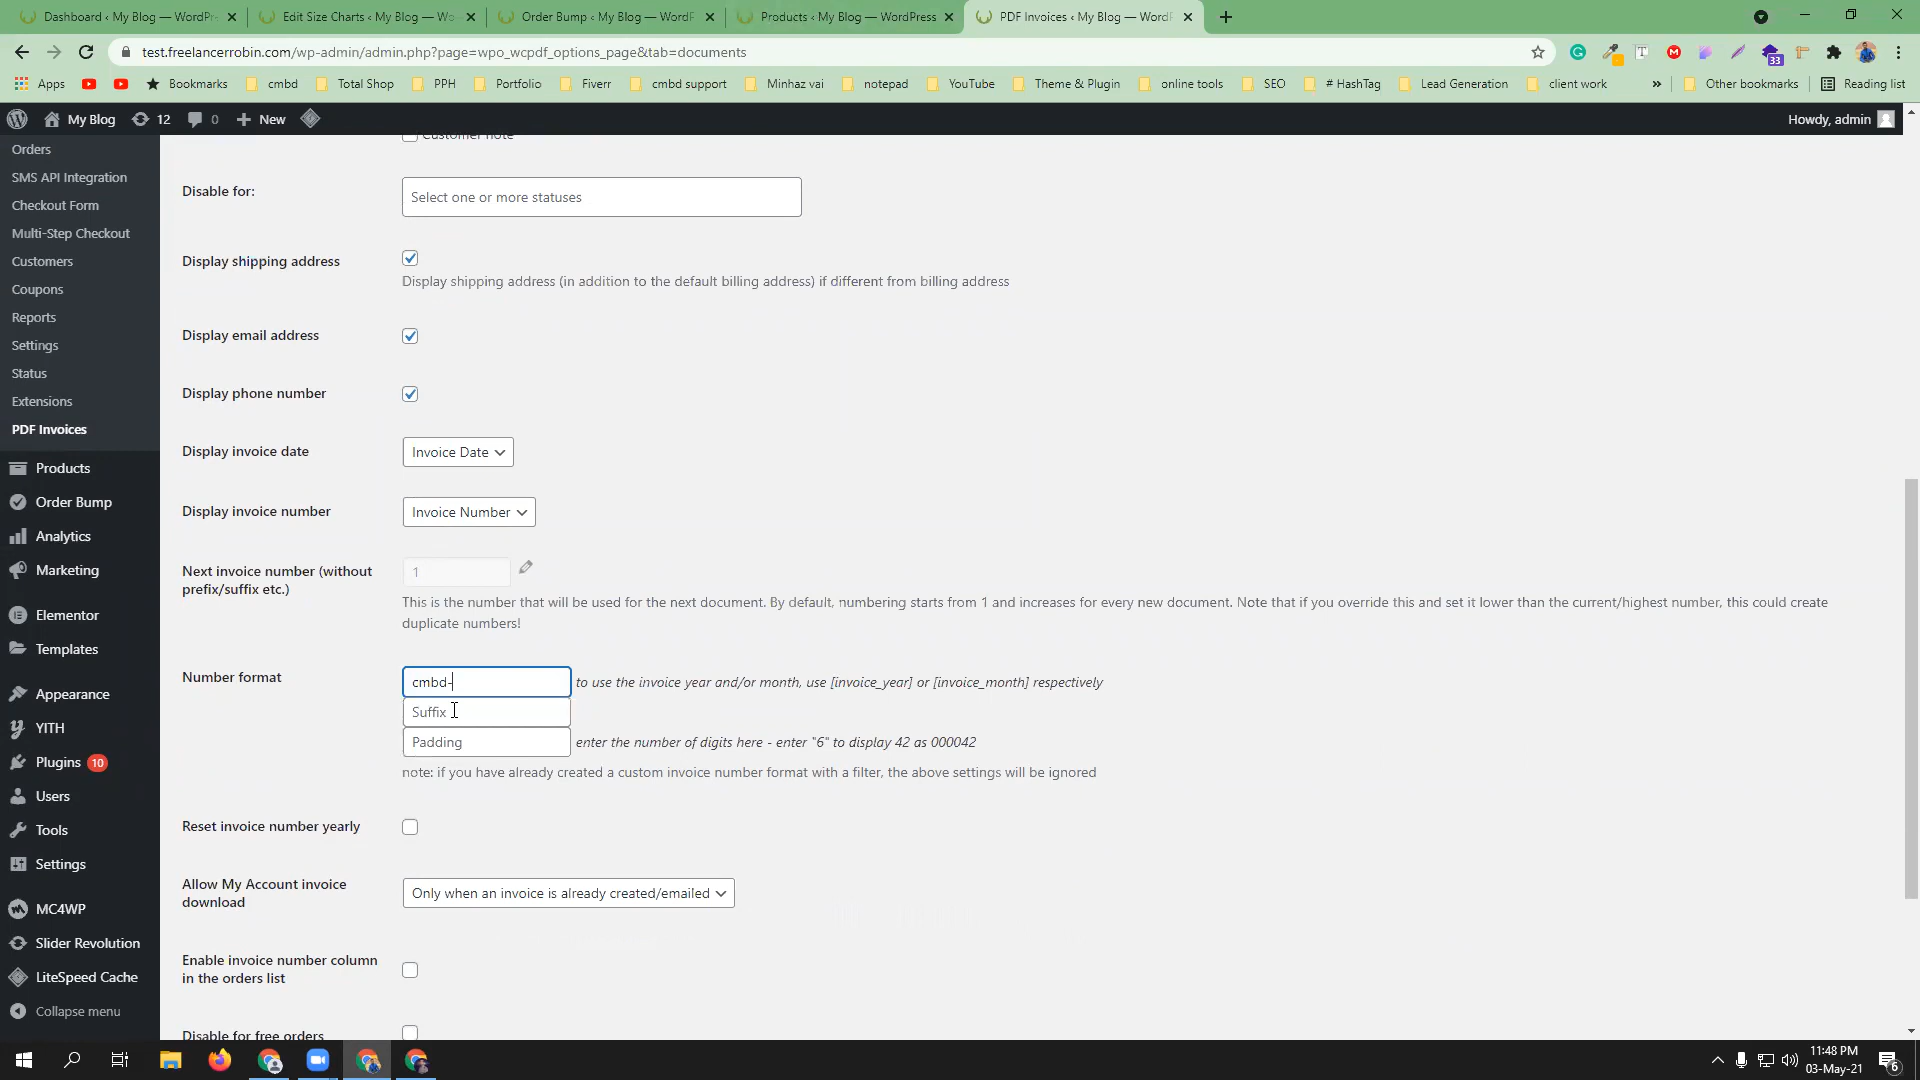 Dashboard ‹ My Blog — WordPr
Edit Size Charts ‹ My Blog — Wo
Order Bump ‹ My Blog — WordP
Products ‹ My Blog — WordPress
PDF Invoices ‹ My Blog — WordP
test.freelancerrobin.com/wp-admin/admin.php?page=wpo_wcpdf_options_page&tab=documents
33
Apps
Bookmarks
cmbd
Total Shop
PPH
Portfolio
Fiverr
cmbd support
Minhaz vai
notepad
YouTube
Theme & Plugin
online tools
SEO
# HashTag
Lead Generation
client work
»
Other bookmarks
Reading list
My Blog
12
0
New
Howdy, admin
Orders
SMS API Integration
Checkout Form
Multi-Step Checkout
Customers
Coupons
Reports
Settings
Status
Extensions
PDF Invoices
Products
Order Bump
Analytics
Marketing
Elementor
Templates
Appearance
YITH
Plugins 10
Users
Tools
Settings
MC4WP
Slider Revolution
LiteSpeed Cache
Collapse menu
Customer note
Disable for:
Select one or more statuses
Display shipping address
Display shipping address (in addition to the default billing address) if different from billing address
Display email address
Display phone number
Display invoice date
Invoice Date
Display invoice number
Invoice Number
Next invoice number (without
prefix/suffix etc.)
1
This is the number that will be used for the next document. By default, numbering starts from 1 and increases for every new document. Note that if you override this and set it lower than the current/highest number, this could create
duplicate numbers!
Number format
cmbd-
to use the invoice year and/or month, use [invoice_year] or [invoice_month] respectively
Suffix
Padding
enter the number of digits here - enter "6" to display 42 as 000042
note: if you have already created a custom invoice number format with a filter, the above settings will be ignored
Reset invoice number yearly
Allow My Account invoice
download
Only when an invoice is already created/emailed
Enable invoice number column
in the orders list
Disable for free orders
11:48 PM
03-May-21
6